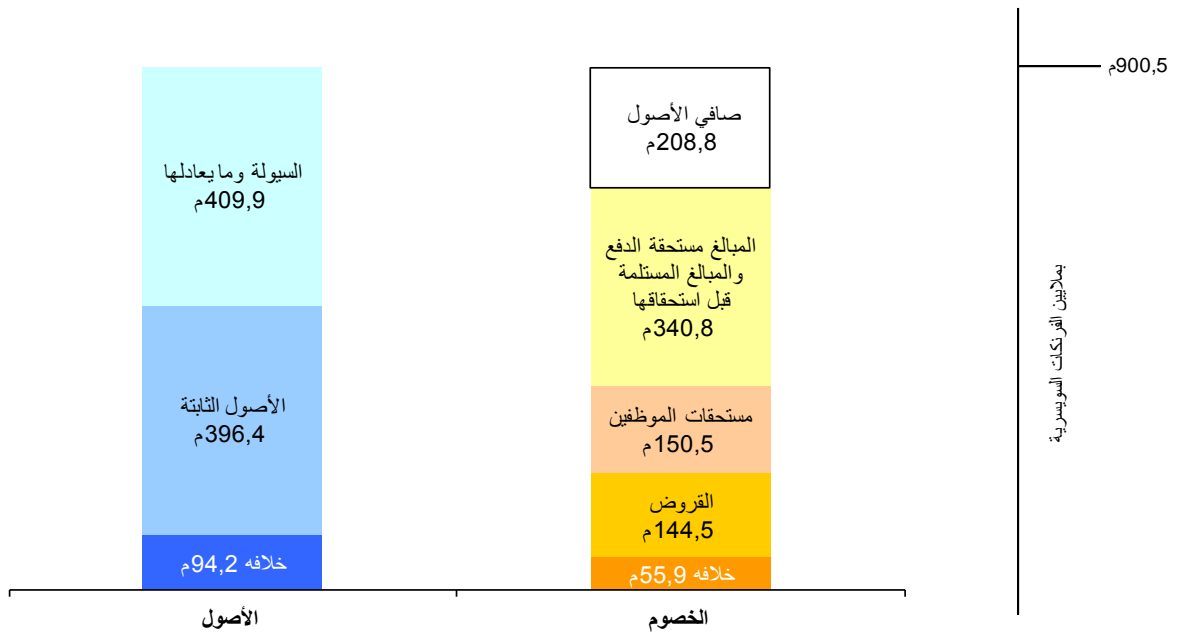 900,5م
بملايين الفرنكات السويسرية
صافي الأصول
208,8م
المبالغ مستحقة الدفع
والمبالغ المستلمة
قبل استحقاقها
340,8م
مستحقات الموظفين
150,5م
القروض
144,5م
خلافه 55,9م
الخصوم
السيولة وما يعادلها
409,9م
الأصول الثابتة
396,4م
خلافه 94,2م
الأصول